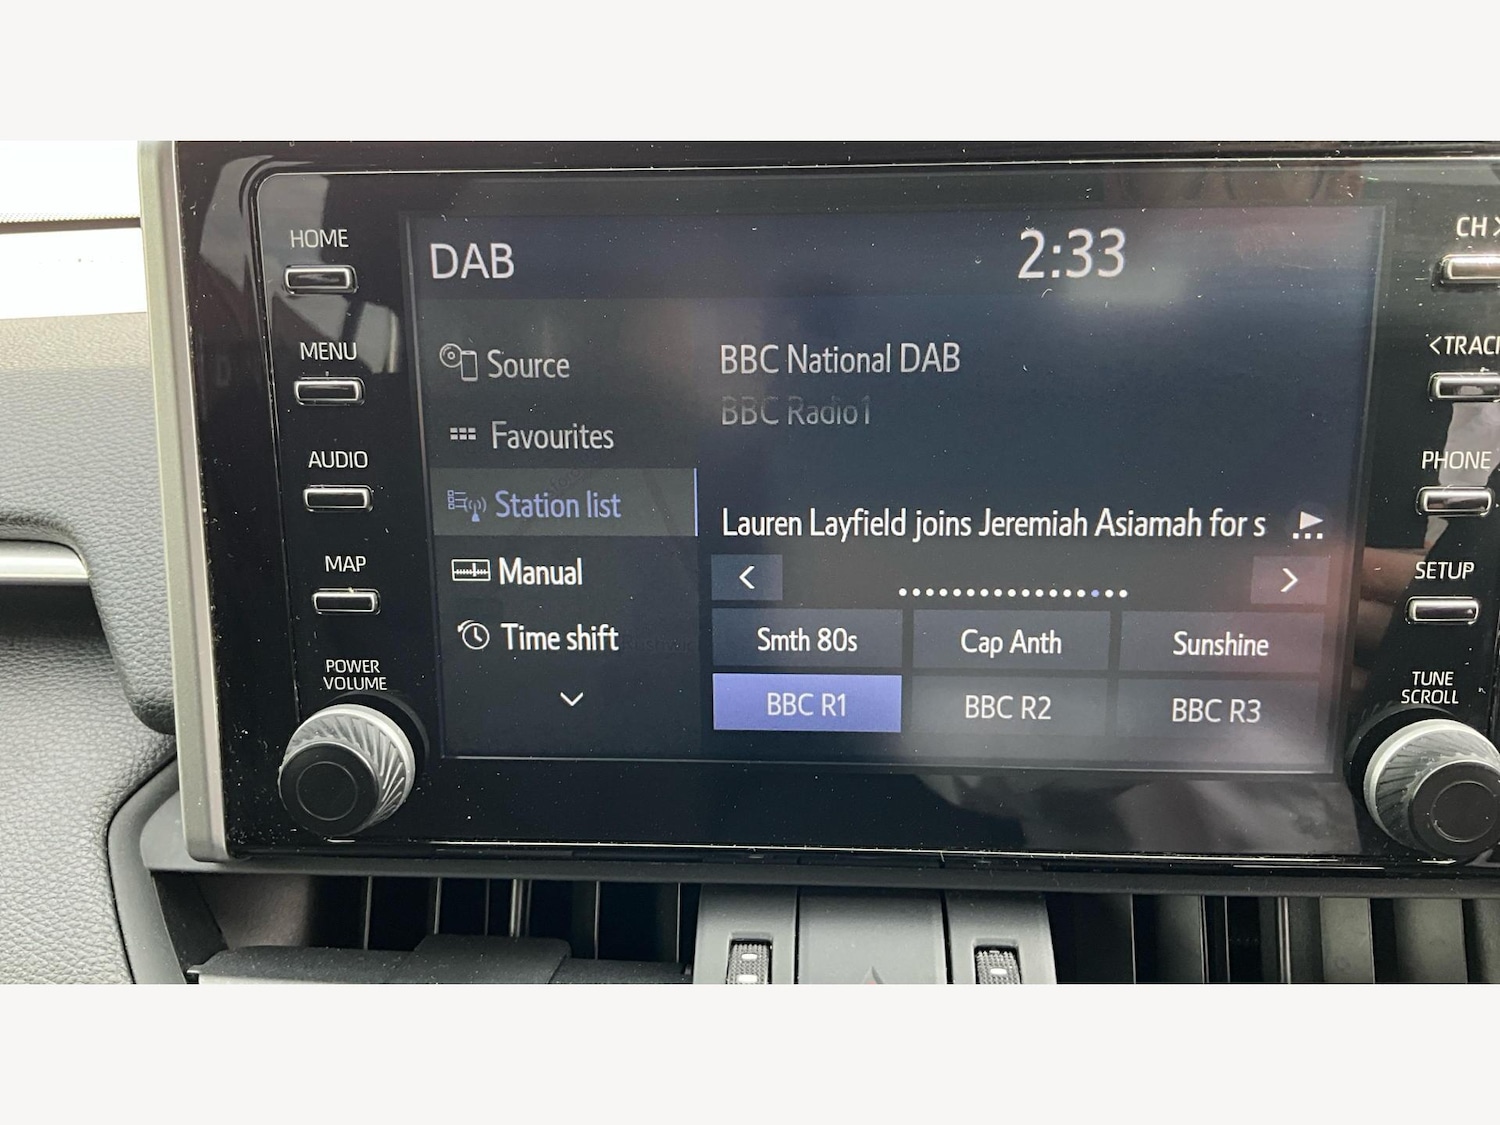 HOME
MENU
AUDIO
MAP
POWER
VOLUME
DAB
2:33
Source
Favourites
Station list
Manual
Time shift
BBC National DAB
BBC Radio1
Lauren Layfield joins Jeremiah Asiamah for s
Smth 80s
Cap Anth
Sunshine
BBC R1
BBC R2
BBC R3
CH >
<TRAC
PHONE
SETUP
TUNE
SCROLL